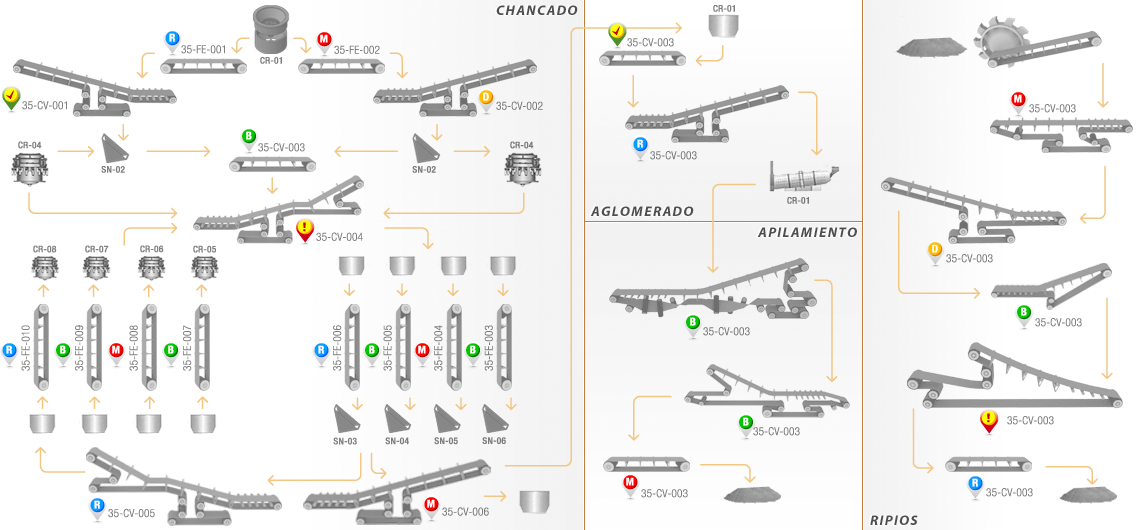 CHANCADO
R
35-FE-001
CR-01
M
35-FE-002
35-CV-001
D
35-CV-002
CR-04
SN-02
B
35-CV-003
SN-02
CR-04
!
35-CV-004
CR-08
CR-07
CR-06
CR-05
R
35-FE-010
B
35-FE-009
M
35-FE-008
B
35-FE-007
R
35-FE-006
B
35-FE-005
M
35-FE-004
B
35-FE-003
SN-03
SN-04
SN-05
SN-06
R
35-CV-005
M
35-CV-006
CR-01
35-CV-003
R
35-CV-003
CR-01
AGLOMERADO
APILAMIENTO
B
35-CV-003
B
35-CV-003
M
35-CV-003
M
35-CV-003
D
35-CV-003
B
35-CV-003
!
35-CV-003
R
35-CV-003
RIPIOS